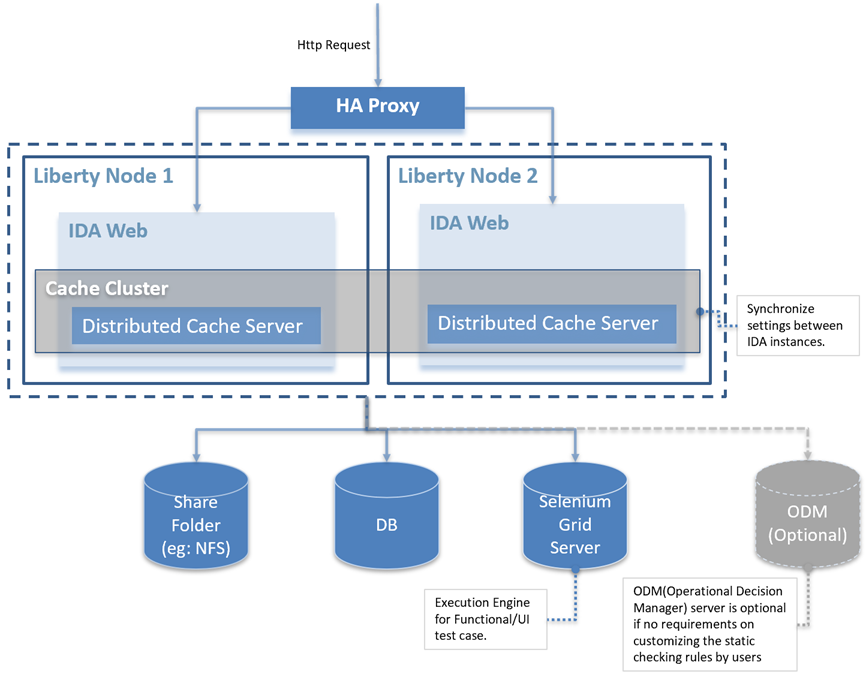 Http Request
HA Proxy
Liberty Node 1
Liberty Node 2
IDA Web
IDA Web
Cache Cluster
Distributed Cache Server
Distributed Cache Server
Synchronize
settings between
IDA instances.
Share
Folder
(eg: NFS)
DB
Selenium
Grid
Server
ODM
(Optional)
Execution Engine
for Functional/UI
test case.
ODM(Operational Decision
Manager) server is optional
if no requirements on
customizing the static
checking rules by users